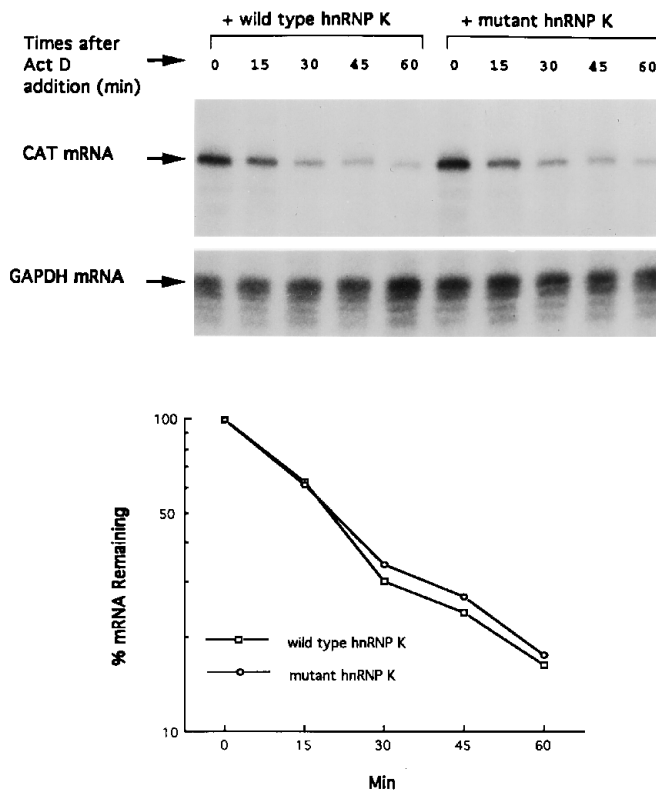 + wild type hnRNP K
+ mutant hnRNP K
Times after
Act D
addition (min)
0 15 30 45 60 0 15 30 45 60
CAT mRNA
GAPDH mRNA
% mRNA Remaining
100
50
10
wild type hnRNP K
mutant hnRNP K
0 15 30 45 60
Min